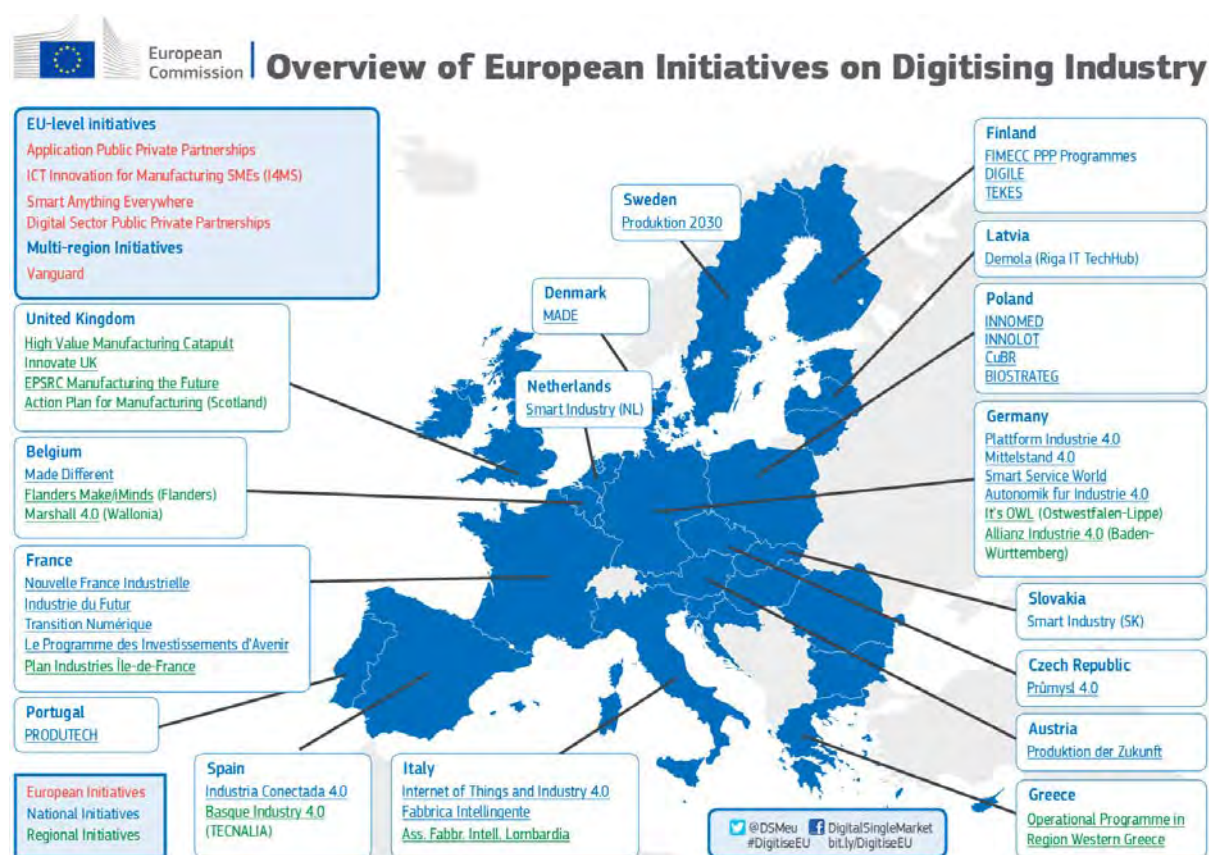 European
Commission
Overview of European Initiatives on Digitising Industry
EU-level initiatives
Application Public Private Partnerships
ICT Innovation for Manufacturing SMEs (I4MS)
Smart Anything Everywhere
Digital Sector Public Private Partnerships
Multi-region Initiatives
Vanguard
United Kingdom
High Value Manufacturing Catapult
Innovate UK
EPSRC Manufacturing the Future
Action Plan for Manufacturing (Scotland)
Belgium
Made Different
Flanders Make/iMinds (Flanders)
Marshall 4.0 (Wallonia)
France
Nouvelle France Industrielle
Industrie du Futur
Transition Numérique
Le Programme des Investissements d'Avenir
Plan Industries Île-de-France
Portugal
PRODUTECH
European Initiatives
National Initiatives
Regional Initiatives
Spain
Industria Conectada 4.0
Basque Industry 4.0
(TECNALIA)
Italy
Internet of Things and Industry 4.0
Fabbrica Intellingente
Ass. Fabbr. Intell. Lombardia
Sweden
Produktion 2030
Denmark
MADE
Netherlands
Smart Industry (NL)
Finland
FIMECC PPP Programmes
DIGILE
TEKES
Latvia
Demola (Riga IT TechHub)
Poland
INNOMED
INNOLOT
CuBR
BIOSTRATEG
Germany
Plattform Industrie 4.0
Mittelstand 4.0
Smart Service World
Autonomik fur Industrie 4.0
It's OWL (Ostwestfalen-Lippe)
Allianz Industrie 4.0 (Baden-
Württemberg)
Slovakia
Smart Industry (SK)
Czech Republic
Průmysl 4.0
Austria
Produktion der Zukunft
Greece
Operational Programme in
Region Western Greece
@DSMeu DigitalSingleMarket
#DigitiseEU bit.ly/DigitiseEU